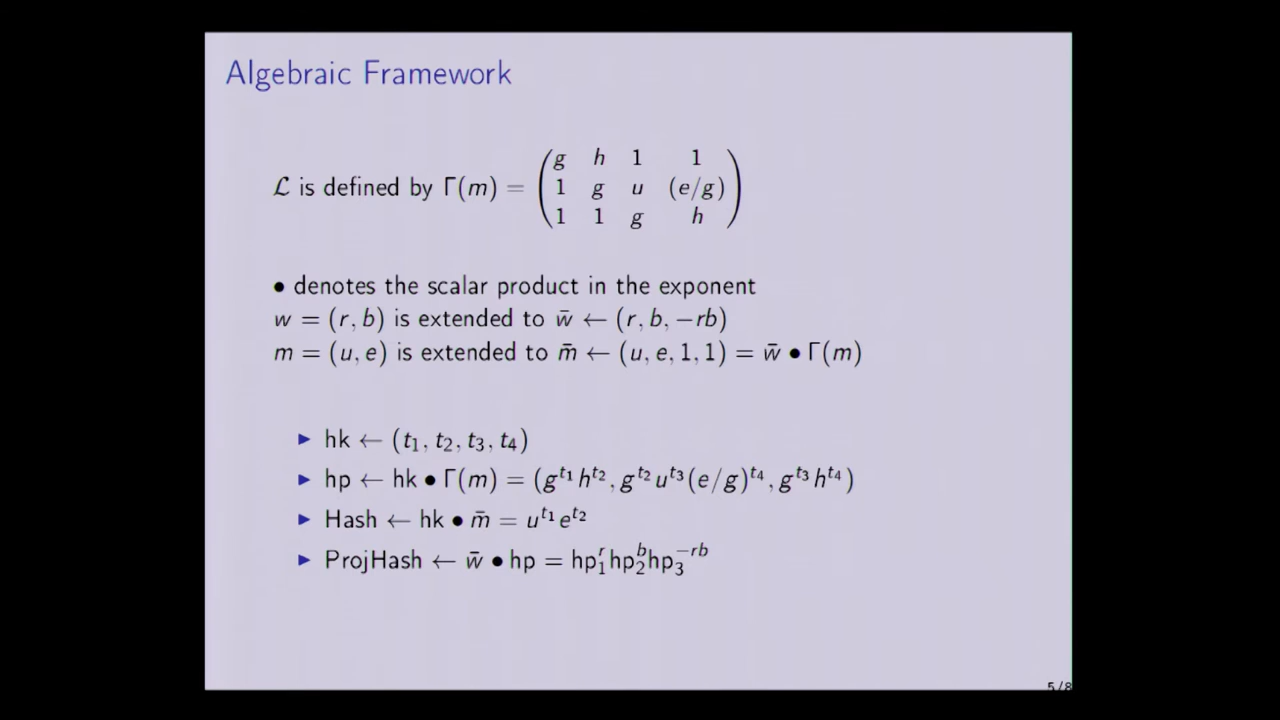 Algebraic Framework
ℒ is defined by Γ(m) = ( g h 1 1
1 g u (e/g)
1 1 g h )
• denotes the scalar product in the exponent
w = (r, b) is extended to w̄ ← (r, b, −rb)
m = (u, e) is extended to m̄ ← (u, e, 1, 1) = w̄ • Γ(m)
▶ hk ← (t₁, t₂, t₃, t₄)
▶ hp ← hk • Γ(m) = (g^{t₁}h^{t₂}, g^{t₂}u^{t₃}(e/g)^{t₄}, g^{t₃}h^{t₄})
▶ Hash ← hk • m̄ = u^{t₁}e^{t₂}
▶ ProjHash ← w̄ • hp = hp₁^{r}hp₂^{b}hp₃^{−rb}
5/8